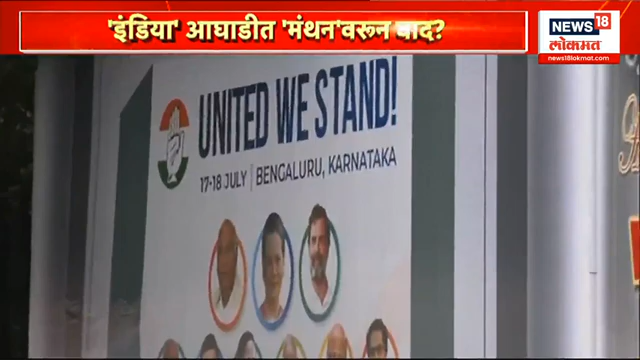 'इंडिया' आघाडीत 'मंथन'वरून वाद?
NEWS 18
लोकमत
news18lokmat.com
UNITED WE STAND!
17-18 JULY | BENGALURU, KARNATAKA